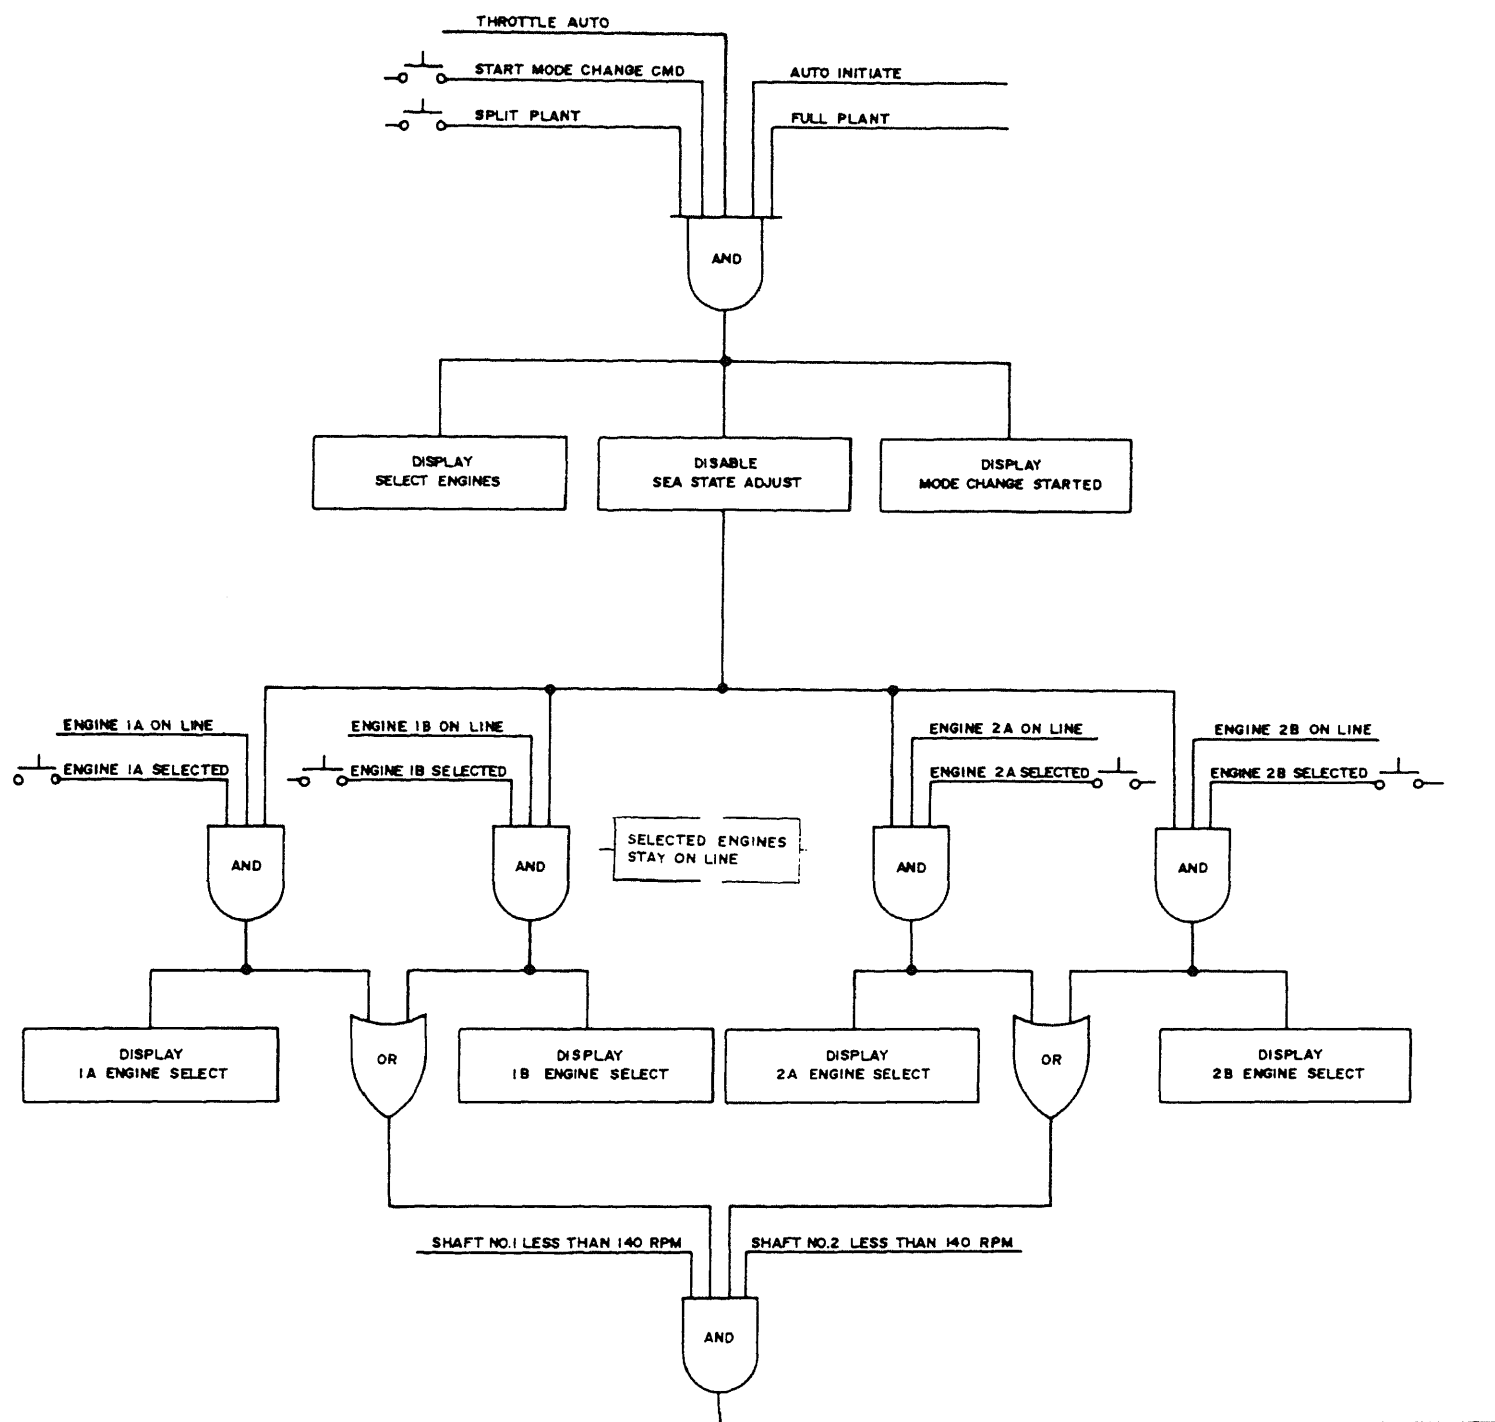 THROTTLE AUTO
START MODE CHANGE CMD
AUTO INITIATE
SPLIT PLANT
FULL PLANT
AND
DISPLAY
SELECT ENGINES
DISABLE
SEA STATE ADJUST
DISPLAY
MODE CHANGE STARTED
ENGINE 1A ON LINE
ENGINE 1A SELECTED
ENGINE 1B ON LINE
ENGINE 1B SELECTED
ENGINE 2A ON LINE
ENGINE 2A SELECTED
ENGINE 2B ON LINE
ENGINE 2B SELECTED
AND
AND
SELECTED ENGINES
STAY ON LINE
AND
AND
DISPLAY
1A ENGINE SELECT
OR
DISPLAY
1B ENGINE SELECT
DISPLAY
2A ENGINE SELECT
OR
DISPLAY
2B ENGINE SELECT
SHAFT NO.1 LESS THAN 140 RPM
SHAFT NO.2 LESS THAN 140 RPM
AND